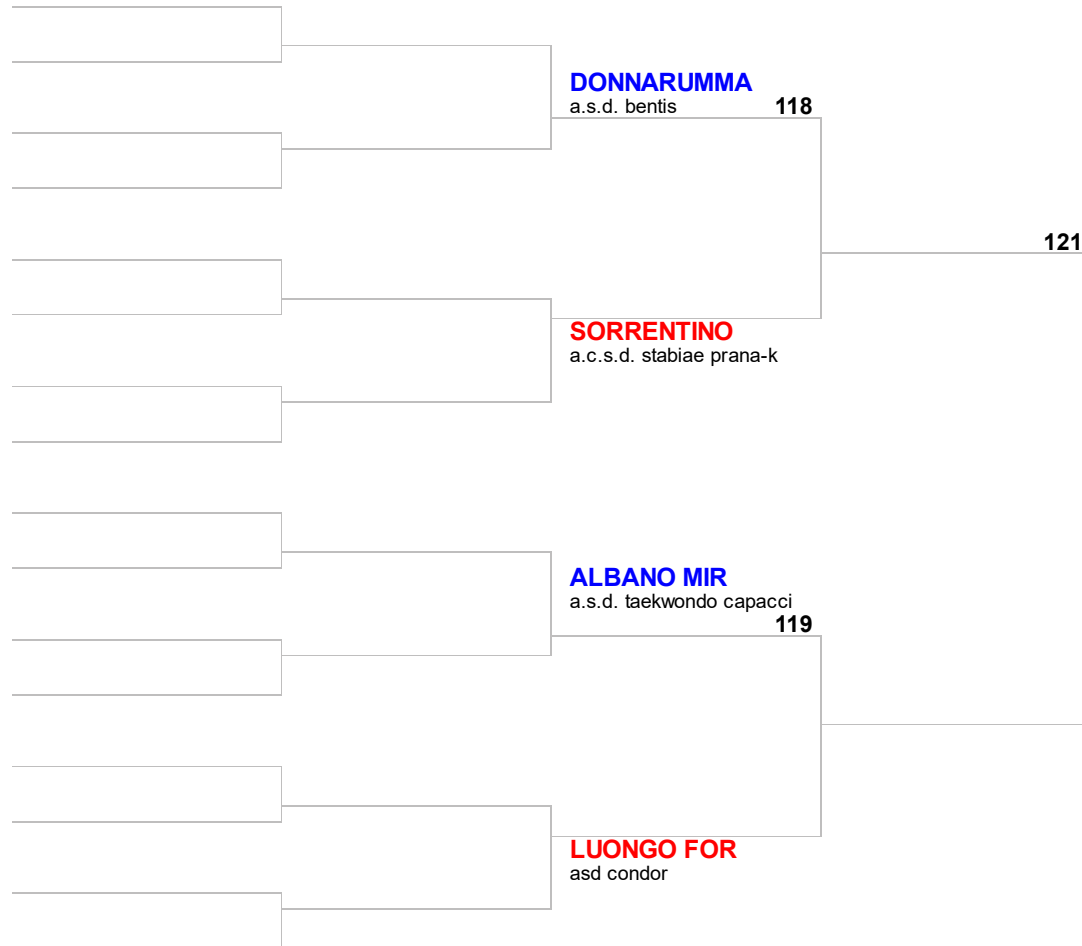 DONNARUMMA
a.s.d. bentis
118
121
SORRENTINO
a.c.s.d. stabiae prana-k
ALBANO MIR
a.s.d. taekwondo capacci
119
LUONGO FOR
asd condor